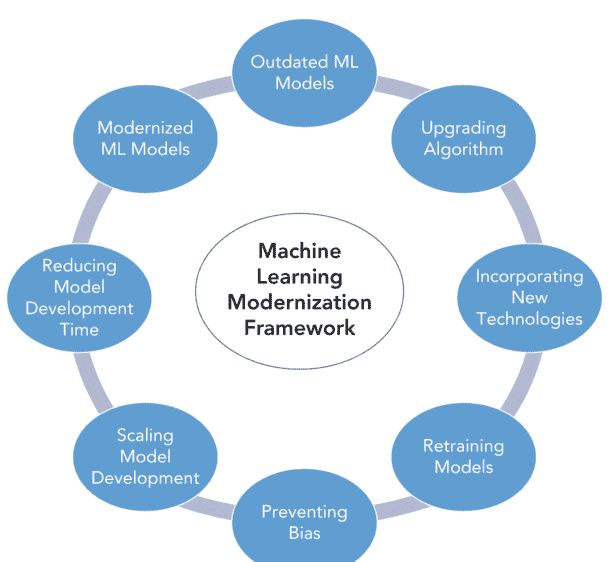 Outdated ML
Models
Upgrading
Algorithm
Incorporating
New
Technologies
Retraining
Models
Preventing
Bias
Scaling
Model
Development
Reducing
Model
Development
Time
Modernized
ML Models
Machine
Learning
Modernization
Framework